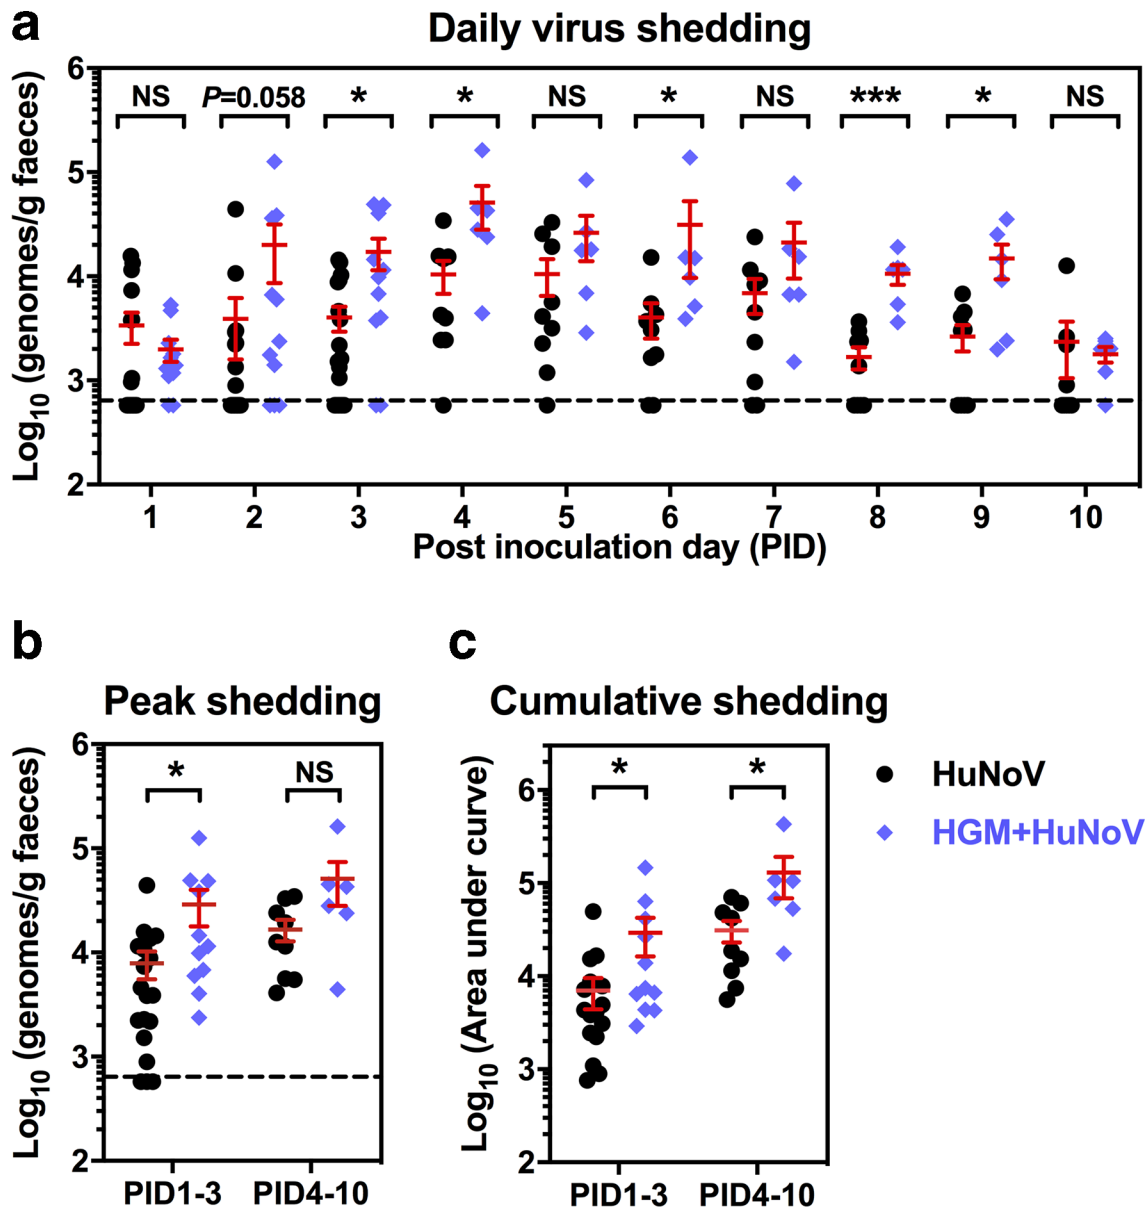 a
Daily virus shedding
Log10 (genomes/g faeces)
6
5
4
3
2
NS P=0.058 * * NS * NS *** * NS
1 2 3 4 5 6 7 8 9 10
Post inoculation day (PID)
b
Peak shedding
Log10 (genomes/g faeces)
6
5
4
3
2
* NS
PID1-3 PID4-10
c
Cumulative shedding
Log10 (Area under curve)
6
5
4
3
2
* *
PID1-3 PID4-10
HuNoV
HGM+HuNoV